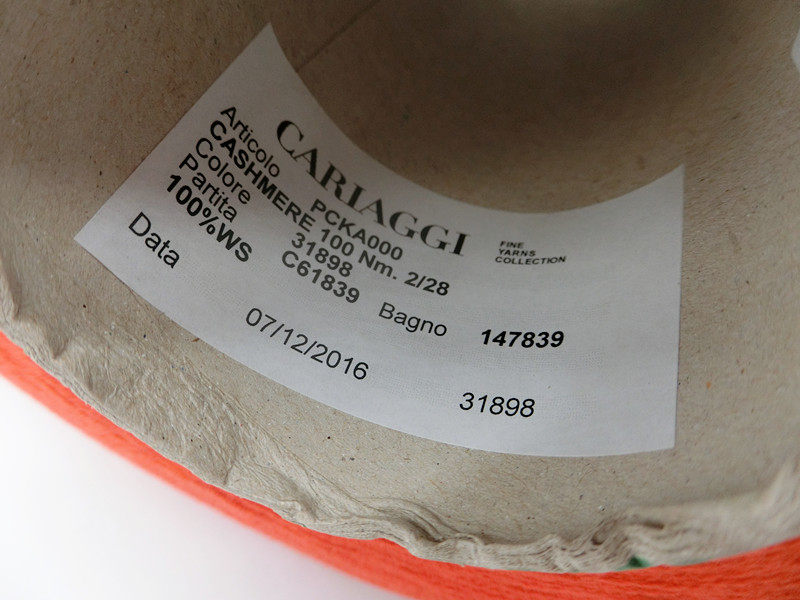 CARIAGGI FINE YARNS COLLECTION
Articolo PCKA000
CASHMERE 100 Nm. 2/28
Colore 31898
Partita C61839 Bagno 147839
100%WS
Data 07/12/2016 31898